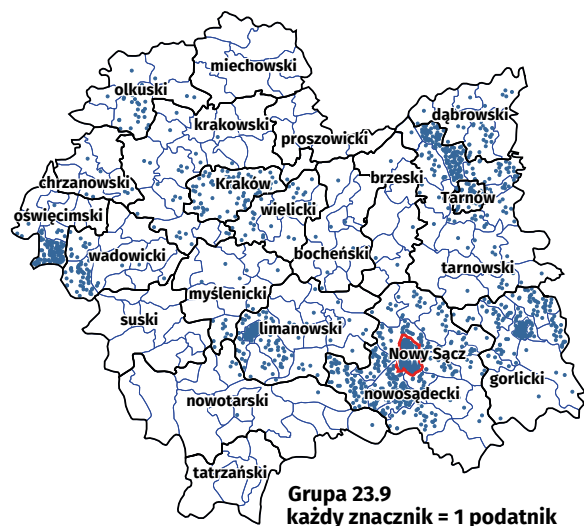 miechowski
olkuski
dąbrowski
krakowski
proszowicki
brzeski
chrzanowski
Kraków
Tarnów
oświęcimski
wielicki
wadowicki
bocheński
tarnowski
myślenicki
suski
limanowski
Nowy Sącz
gorlicki
nowosądecki
nowotarski
tatrzański
Grupa 23.9
każdy znacznik = 1 podatnik